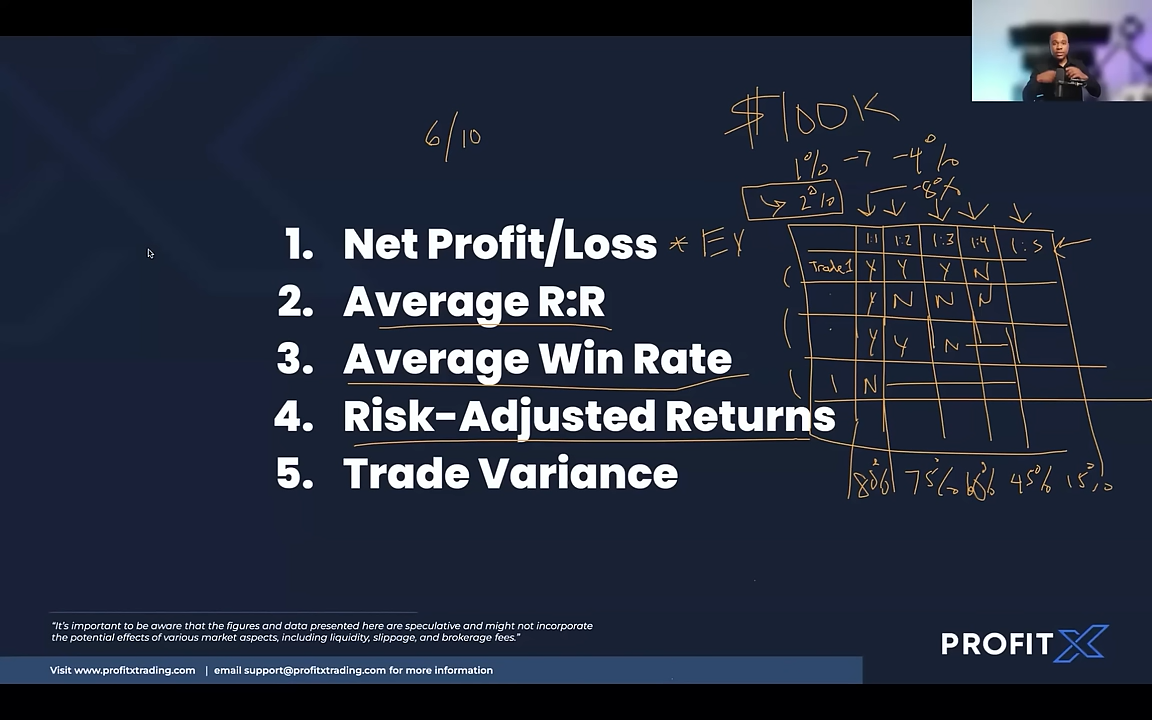 $100K
6/10
1% → -4%
↳ 2% -8%
1. Net Profit/Loss * EX
1:1 1:2 1:3 1:4 1:5
Trade 1 Y Y Y N
2. Average R:R
Y N N N
Y Y N
3. Average Win Rate
1 N
4. Risk-Adjusted Returns
5. Trade Variance
80% 75% 45% 15%
"It's important to be aware that the figures and data presented here are speculative and might not incorporate
the potential effects of various market aspects, including liquidity, slippage, and brokerage fees."
PROFIT X
Visit www.profitxtrading.com | email support@profitxtrading.com for more information